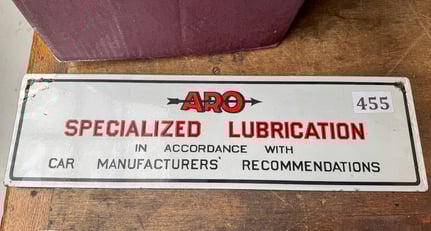 ARO
455
SPECIALIZED LUBRICATION
IN ACCORDANCE WITH
CAR MANUFACTURERS' RECOMMENDATIONS